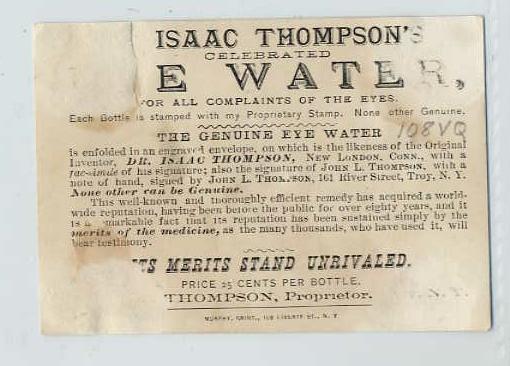 ISAAC THOMPSON'S
CELEBRATED
E WATER,
FOR ALL COMPLAINTS OF THE EYES.
Each Bottle is stamped with my Proprietary Stamp. None other Genuine.
THE GENUINE EYE WATER
108VQ
is enfolded in an engraved envelope, on which is the likeness of the Original
Inventor, DR. ISAAC THOMPSON, NEW LONDON, CONN., with a
fac-simile of his signature; also the signature of JOHN L. THOMPSON, with a
note of hand, signed by JOHN L. THOMPSON, 161 River Street, Troy, N. Y.
None other can be Genuine.
This well-known and thoroughly efficient remedy has acquired a world-
wide reputation, having been before the public for over eighty years, and it
is a markable fact that its reputation has been sustained simply by the
merits of the medicine, as the many thousands, who have used it, will
bear testimony.
TS MERITS STAND UNRIVALED.
PRICE 25 CENTS PER BOTTLE.
THOMPSON, Proprietor.
MURPHY, PRINT., LIBERTY ST., N. Y